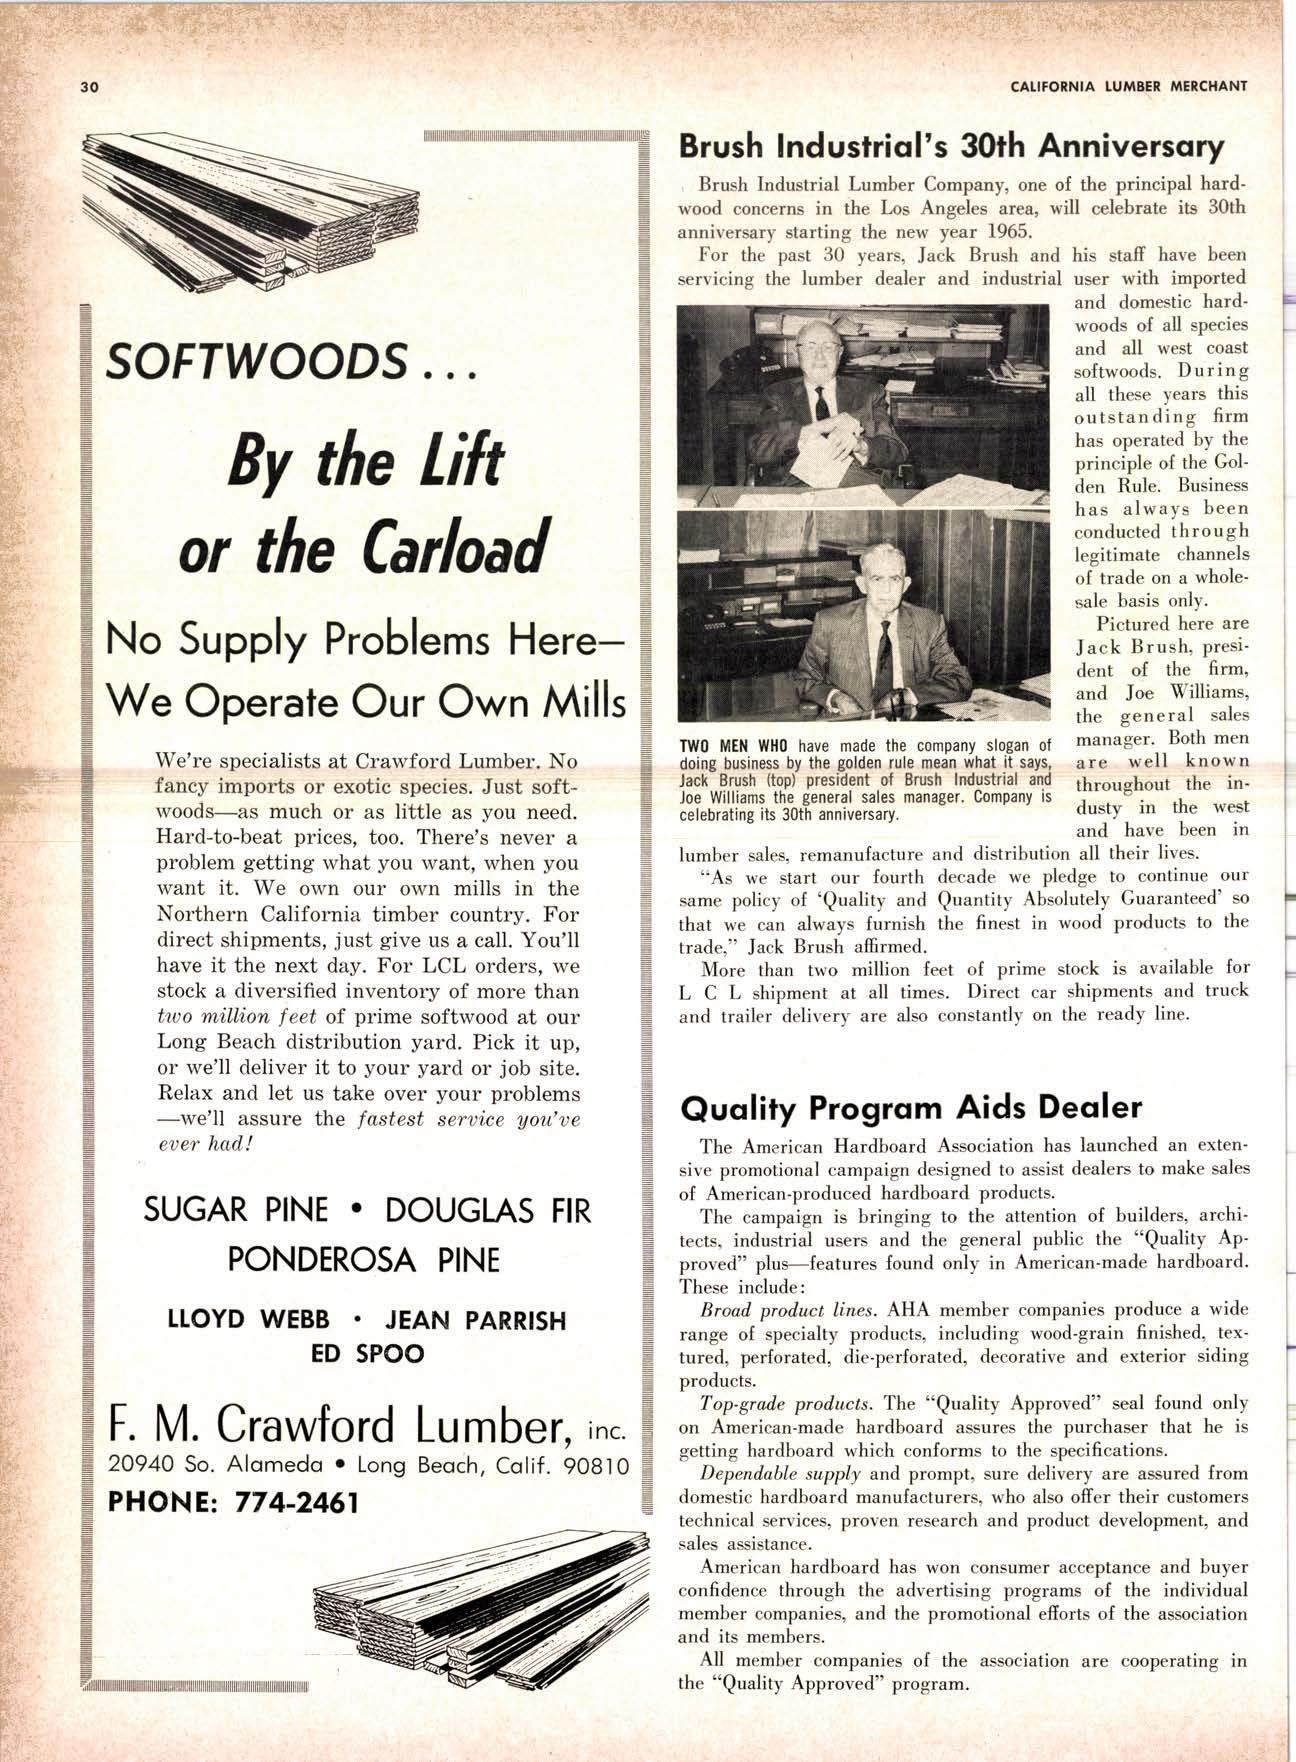 30
CALIFORNIA LUMBER MERCHANT
SOFTWOODS...
By the Lift
or the Carload
No Supply Problems Here—
We Operate Our Own Mills
We're specialists at Crawford Lumber. No
fancy imports or exotic species. Just soft-
woods—as much or as little as you need.
Hard-to-beat prices, too. There's never a
problem getting what you want, when you
want it. We own our own mills in the
Northern California timber country. For
direct shipments, just give us a call. You'll
have it the next day. For LCL orders, we
stock a diversified inventory of more than
two million feet of prime softwood at our
Long Beach distribution yard. Pick it up,
or we'll deliver it to your yard or job site.
Relax and let us take over your problems
—we'll assure the fastest service you've
ever had!
SUGAR PINE • DOUGLAS FIR
PONDEROSA PINE
LLOYD WEBB • JEAN PARRISH
ED SPOO
F. M. Crawford Lumber, inc.
20940 So. Alameda • Long Beach, Calif. 90810
PHONE: 774-2461
Brush Industrial's 30th Anniversary
Brush Industrial Lumber Company, one of the principal hard-
wood concerns in the Los Angeles area, will celebrate its 30th
anniversary starting the new year 1965.
For the past 30 years, Jack Brush and his staff have been
servicing the lumber dealer and industrial user with imported
and domestic hard-
woods of all species
and all west coast
softwoods. During
all these years this
outstanding firm
has operated by the
principle of the Gol-
den Rule. Business
has always been
conducted through
legitimate channels
of trade on a whole-
sale basis only.
Pictured here are
Jack Brush, presi-
dent of the firm,
and Joe Williams,
the general sales
manager. Both men
are well known
throughout the in-
dusty in the west
and have been in
lumber sales, remanufacture and distribution all their lives.
"As we start our fourth decade we pledge to continue our
same policy of 'Quality and Quantity Absolutely Guaranteed' so
that we can always furnish the finest in wood products to the
trade," Jack Brush affirmed.
More than two million feet of prime stock is available for
L C L shipment at all times. Direct car shipments and truck
and trailer delivery are also constantly on the ready line.
TWO MEN WHO have made the company slogan of
doing business by the golden rule mean what it says,
Jack Brush (top) president of Brush Industrial and
Joe Williams the general sales manager. Company is
celebrating its 30th anniversary.
Quality Program Aids Dealer
The American Hardboard Association has launched an exten-
sive promotional campaign designed to assist dealers to make sales
of American-produced hardboard products.
The campaign is bringing to the attention of builders, archi-
tects, industrial users and the general public the "Quality Ap-
proved" plus—features found only in American-made hardboard.
These include:
Broad product lines. AHA member companies produce a wide
range of specialty products, including wood-grain finished, tex-
tured, perforated, die-perforated, decorative and exterior siding
products.
Top-grade products. The "Quality Approved" seal found only
on American-made hardboard assures the purchaser that he is
getting hardboard which conforms to the specifications.
Dependable supply and prompt, sure delivery are assured from
domestic hardboard manufacturers, who also offer their customers
technical services, proven research and product development, and
sales assistance.
American hardboard has won consumer acceptance and buyer
confidence through the advertising programs of the individual
member companies, and the promotional efforts of the association
and its members.
All member companies of the association are cooperating in
the "Quality Approved" program.